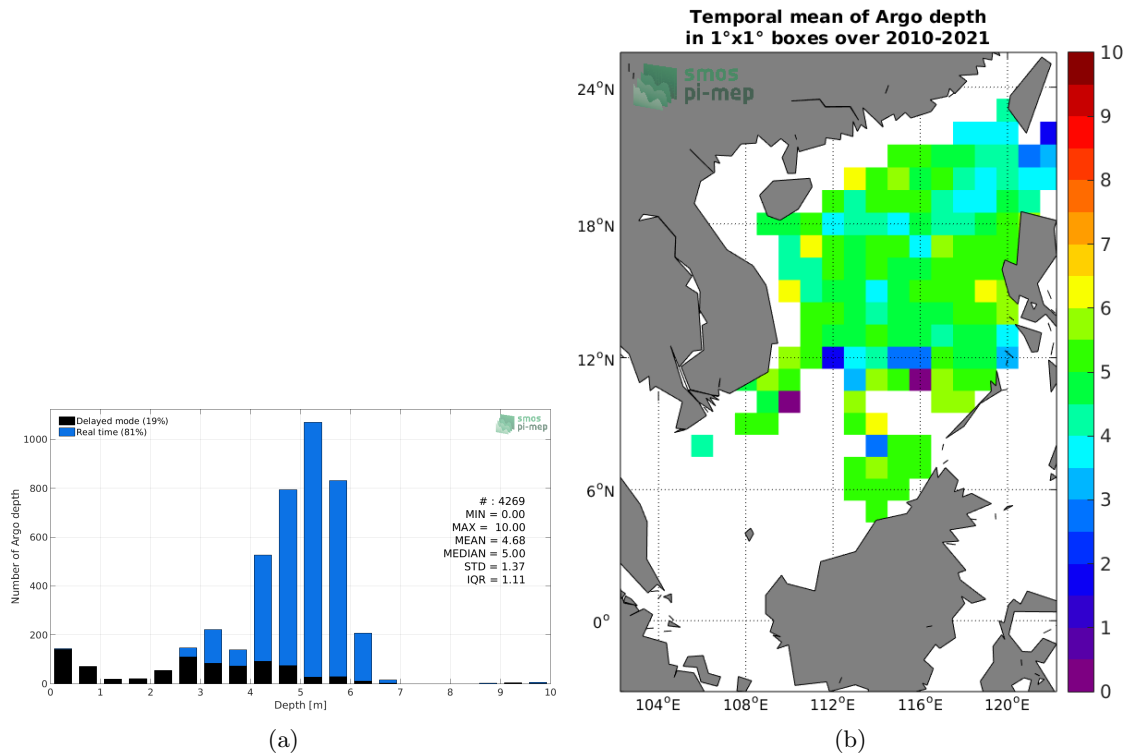 Temporal mean of Argo depth
in 1°x1° boxes over 2010-2021
smos
pi-mep
24°N
18°N
12°N
6°N
0°
104°E
108°E
112°E
116°E
120°E
10
9
8
7
6
5
4
3
2
1
0
Delayed mode (19%)
Real time (81%)
smos
pi-mep
# : 4269
MIN = 0.00
MAX = 10.00
MEAN = 4.68
MEDIAN = 5.00
STD = 1.37
IQR = 1.11
Number of Argo depth
1000
800
600
400
200
0
0
1
2
3
4
5
6
7
8
9
10
Depth [m]
(a)
(b)